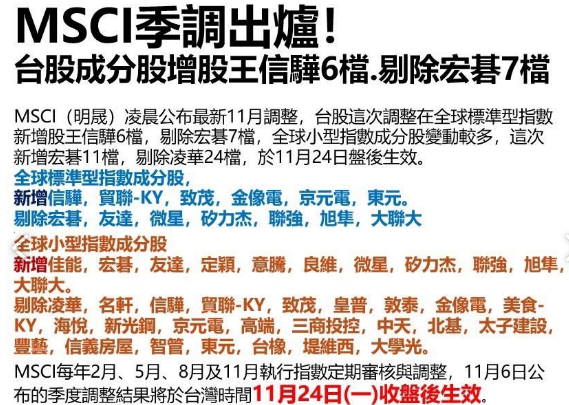 MSCI季調出爐！
台股成分股增股王信驊6檔.剔除宏碁7檔
MSCI（明晟）凌晨公布最新11月調整，台股這次調整在全球標準型指數
新增股王信驊6檔，剔除宏碁7檔，全球小型指數成分股變動較多，這次
新增宏碁11檔，剔除凌華24檔，於11月24日盤後生效。
全球標準型指數成分股，
新增信驊，貿聯-KY，致茂，金像電，京元電，東元。
剔除宏碁，友達，微星，矽力杰，聯強，旭隼，大聯大
全球小型指數成分股
新增佳能，宏碁，友達，定穎，意騰，良維，微星，矽力杰，聯強，旭隼，
大聯大。
剔除凌華，名軒，信驊，貿聯-KY，致茂，皇普，敦泰，金像電，美食-
KY，海悅，新光鋼，京元電，高端，三商投控，中天，北基，太子建設，
豐藝，信義房屋，智管，東元，台橡，堤維西，大學光。
MSCI每年2月、5月、8月及11月執行指數定期審核與調整，11月6日公
布的季度調整結果將於台灣時間11月24日(一)收盤後生效。